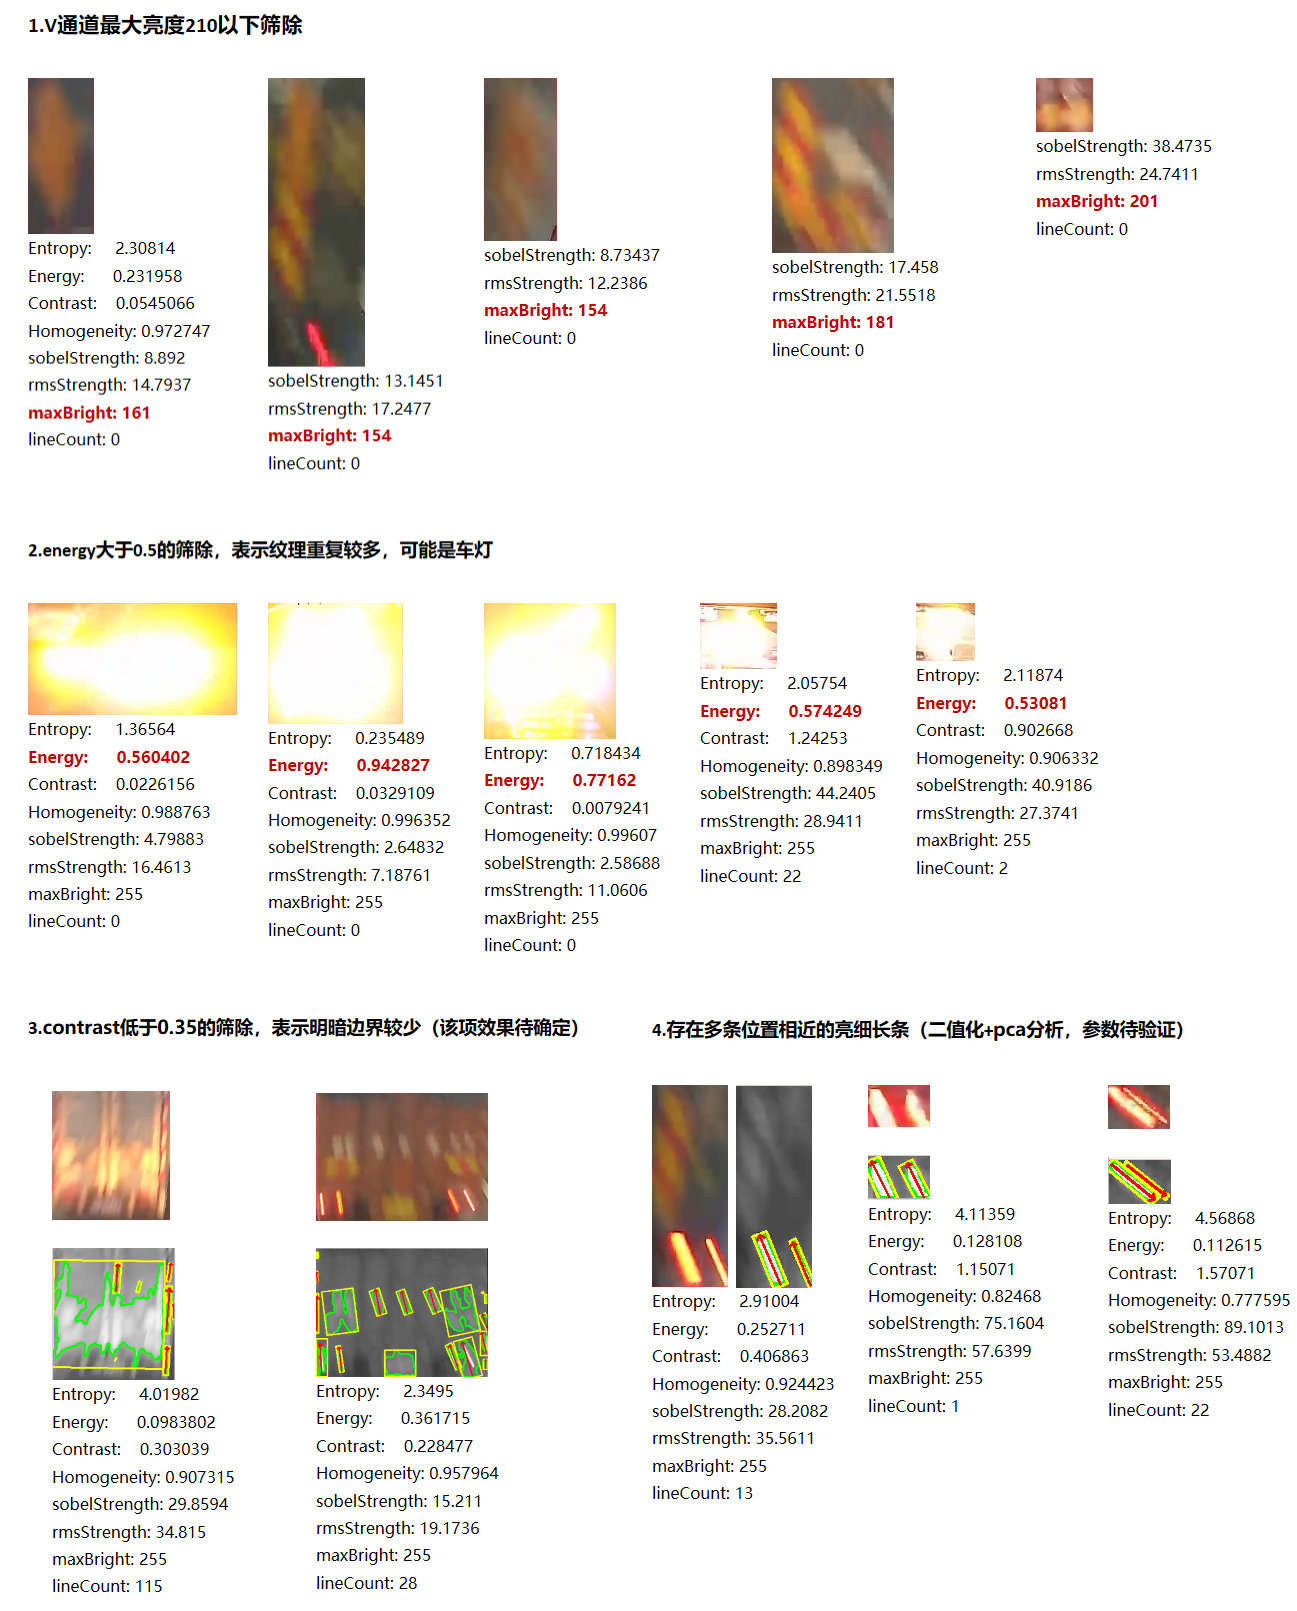 1.V通道最大亮度210以下筛除
Entropy: 2.30814
Energy: 0.231958
Contrast: 0.0545066
Homogeneity: 0.972747
sobelStrength: 8.892
rmsStrength: 14.7937
maxBright: 161
lineCount: 0
sobelStrength: 13.1451
rmsStrength: 17.2477
maxBright: 154
lineCount: 0
sobelStrength: 8.73437
rmsStrength: 12.2386
maxBright: 154
lineCount: 0
sobelStrength: 17.458
rmsStrength: 21.5518
maxBright: 181
lineCount: 0
sobelStrength: 38.4735
rmsStrength: 24.7411
maxBright: 201
lineCount: 0
2.energy大于0.5的筛除，表示纹理重复较多，可能是车灯
Entropy: 1.36564
Energy: 0.560402
Contrast: 0.0226156
Homogeneity: 0.988763
sobelStrength: 4.79883
rmsStrength: 16.4613
maxBright: 255
lineCount: 0
Entropy: 0.235489
Energy: 0.942827
Contrast: 0.0329109
Homogeneity: 0.996352
sobelStrength: 2.64832
rmsStrength: 7.18761
maxBright: 255
lineCount: 0
Entropy: 0.718434
Energy: 0.77162
Contrast: 0.0079241
Homogeneity: 0.99607
sobelStrength: 2.58688
rmsStrength: 11.0606
maxBright: 255
lineCount: 0
Entropy: 2.05754
Energy: 0.574249
Contrast: 1.24253
Homogeneity: 0.898349
sobelStrength: 44.2405
rmsStrength: 28.9411
maxBright: 255
lineCount: 22
Entropy: 2.11874
Energy: 0.53081
Contrast: 0.902668
Homogeneity: 0.906332
sobelStrength: 40.9186
rmsStrength: 27.3741
maxBright: 255
lineCount: 2
3.contrast低于0.35的筛除，表示明暗边界较少（该项效果待确定）
Entropy: 4.01982
Energy: 0.0983802
Contrast: 0.303039
Homogeneity: 0.907315
sobelStrength: 29.8594
rmsStrength: 34.815
maxBright: 255
lineCount: 115
Entropy: 2.3495
Energy: 0.361715
Contrast: 0.228477
Homogeneity: 0.957964
sobelStrength: 15.211
rmsStrength: 19.1736
maxBright: 255
lineCount: 28
4.存在多条位置相近的亮细长条（二值化+pca分析，参数待验证）
Entropy: 2.91004
Energy: 0.252711
Contrast: 0.406863
Homogeneity: 0.924423
sobelStrength: 28.2082
rmsStrength: 35.5611
maxBright: 255
lineCount: 13
Entropy: 4.11359
Energy: 0.128108
Contrast: 1.15071
Homogeneity: 0.82468
sobelStrength: 75.1604
rmsStrength: 57.6399
maxBright: 255
lineCount: 1
Entropy: 4.56868
Energy: 0.112615
Contrast: 1.57071
Homogeneity: 0.777595
sobelStrength: 89.1013
rmsStrength: 53.4882
maxBright: 255
lineCount: 22